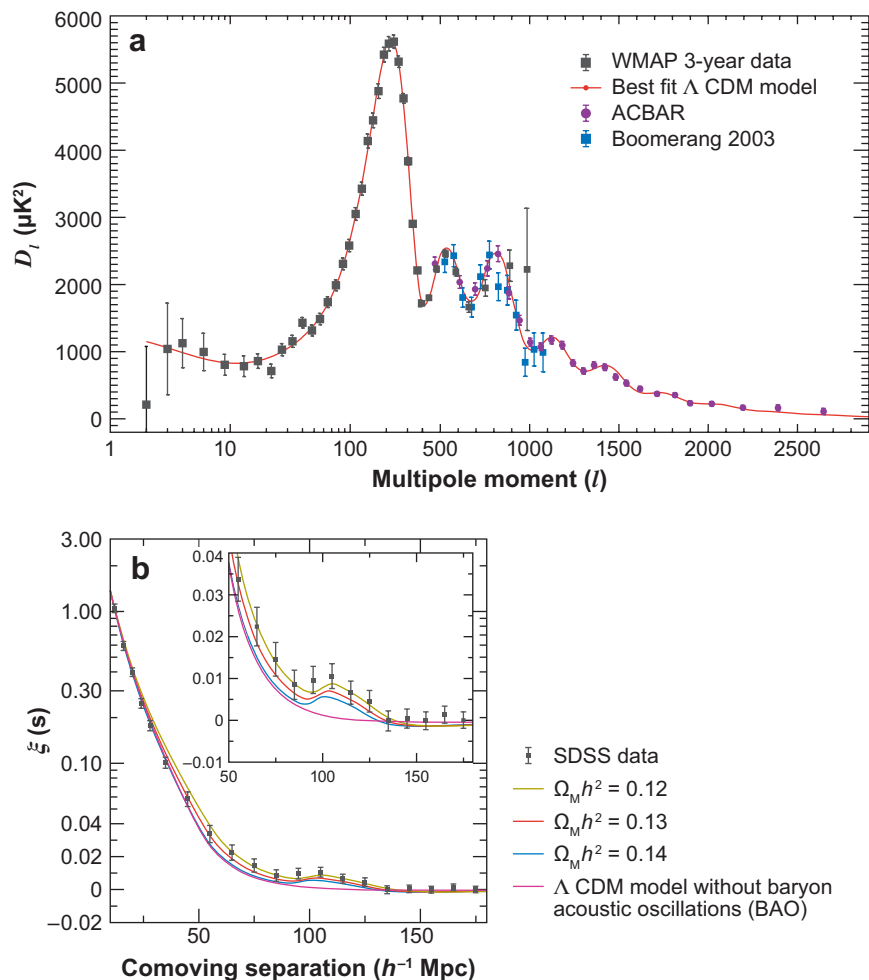 a
6000
5000
4000
3000
2000
1000
0
D_l (μK²)
WMAP 3-year data
Best fit Λ CDM model
ACBAR
Boomerang 2003
1 10 100 500 1000 1500 2000 2500
Multipole moment (l)
b
3.00
1.00
0.30
0.10
0.04
0.02
0
−0.02
ξ (s)
0.04
0.03
0.02
0.01
0
−0.01
50 100 150
SDSS data
Ω_M h² = 0.12
Ω_M h² = 0.13
Ω_M h² = 0.14
Λ CDM model without baryon
acoustic oscillations (BAO)
50 100 150
Comoving separation (h⁻¹ Mpc)